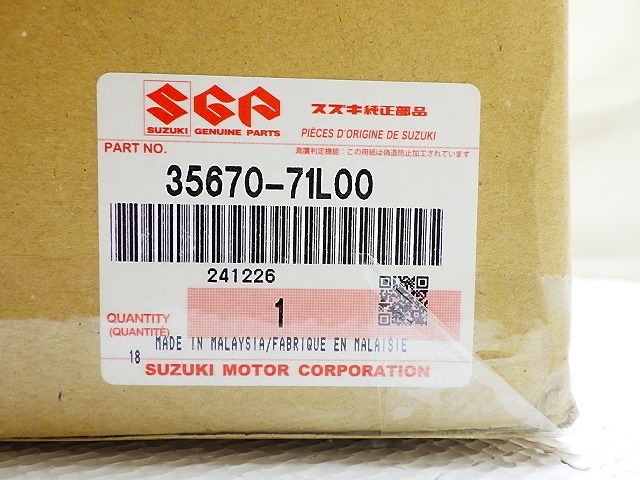 SGP スズキ純正部品
SUZUKI GENUINE PARTS PIÈCES D'ORIGINE DE SUZUKI
PART NO. 真贋判定機能：この用紙は偽造防止加工されています
35670-71L00
241226
QUANTITY 1
(QUANTITÉ)
MADE IN MALAYSIA/FABRIQUE EN MALAISIE
18
SUZUKI MOTOR CORPORATION